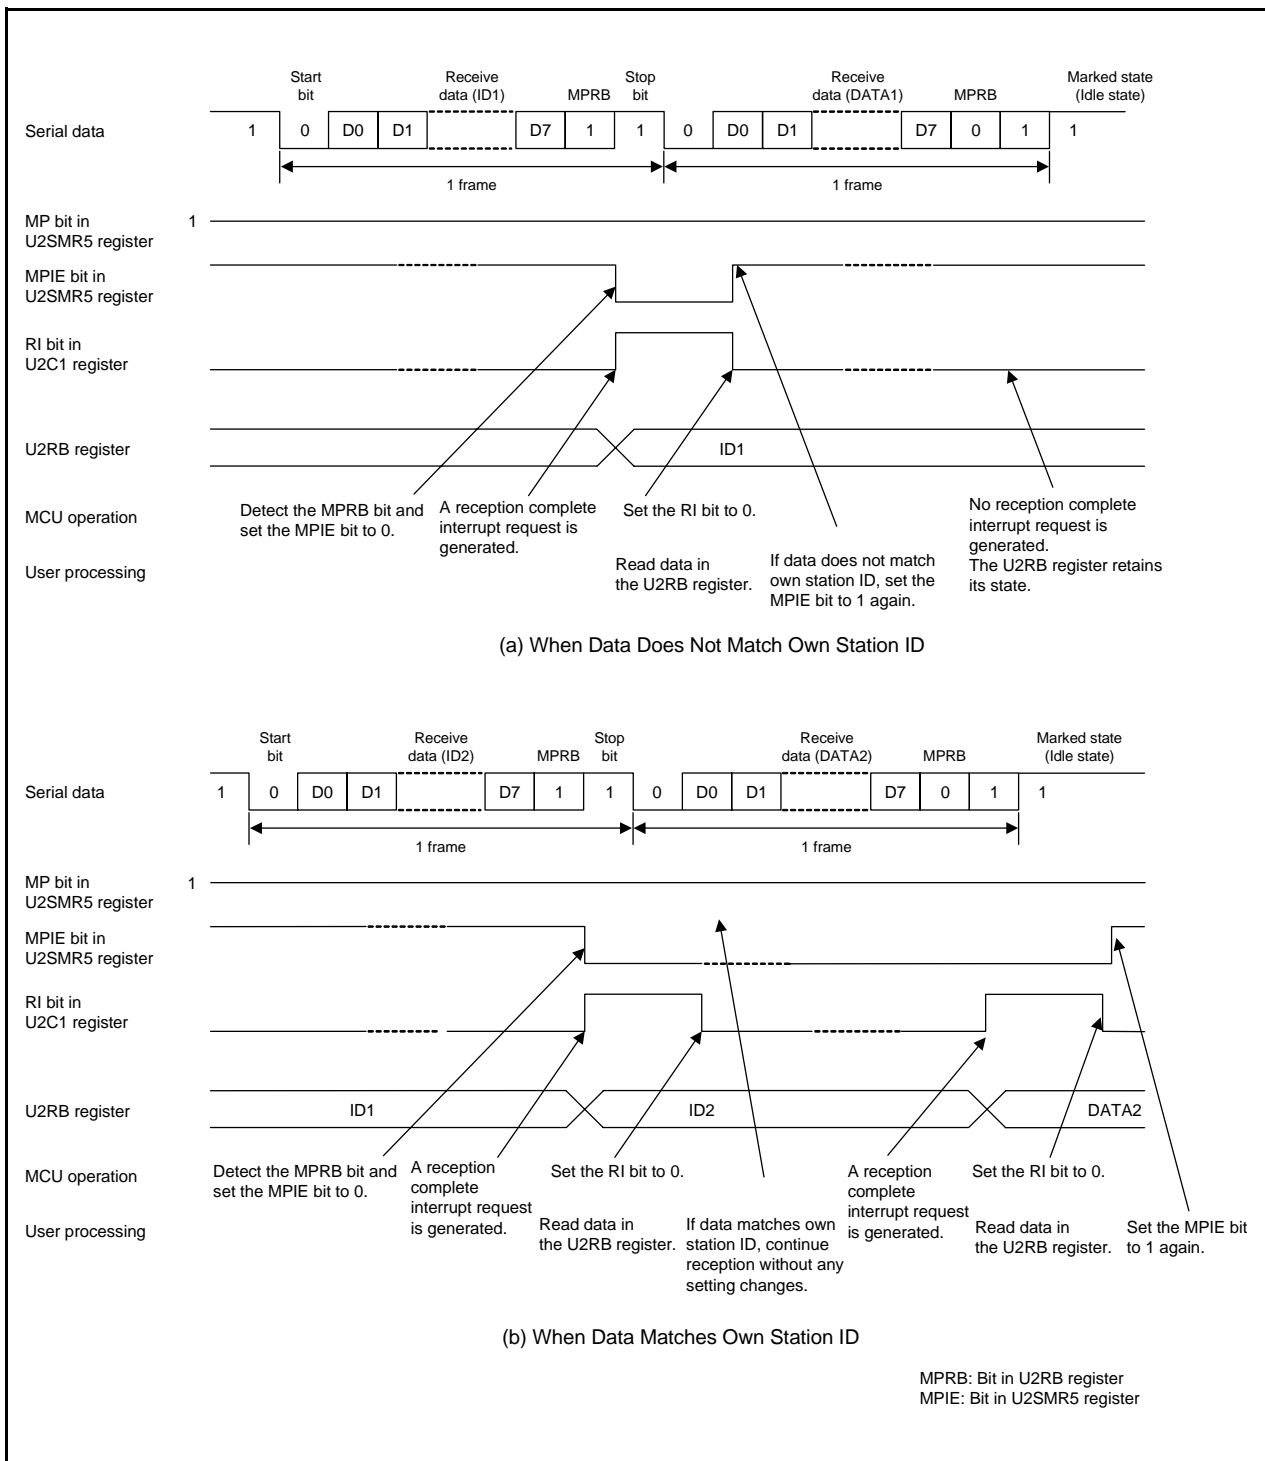 Start
bit
Receive
data (ID1)
MPRB
Stop
bit
Receive
data (DATA1)
MPRB
Marked state
(Idle state)
Serial data
1 0 D0 D1 D7 1 1 0 D0 D1 D7 0 1 1
1 frame 1 frame
MP bit in
U2SMR5 register
1
MPIE bit in
U2SMR5 register
RI bit in
U2C1 register
U2RB register
ID1
MCU operation
Detect the MPRB bit and
set the MPIE bit to 0.
A reception complete
interrupt request is
generated.
Set the RI bit to 0.
No reception complete
interrupt request is
generated.
The U2RB register retains
its state.
User processing
Read data in
the U2RB register.
If data does not match
own station ID, set the
MPIE bit to 1 again.
(a) When Data Does Not Match Own Station ID
Start
bit
Receive
data (ID2)
MPRB
Stop
bit
Receive
data (DATA2)
MPRB
Marked state
(Idle state)
Serial data
1 0 D0 D1 D7 1 1 0 D0 D1 D7 0 1 1
1 frame 1 frame
MP bit in
U2SMR5 register
1
MPIE bit in
U2SMR5 register
RI bit in
U2C1 register
U2RB register
ID1 ID2 DATA2
MCU operation
Detect the MPRB bit and
set the MPIE bit to 0.
A reception
complete
interrupt request
is generated.
Set the RI bit to 0.
A reception
complete
interrupt request
is generated.
Set the RI bit to 0.
User processing
Read data in
the U2RB register.
If data matches own
station ID, continue
reception without any
setting changes.
Read data in
the U2RB register.
Set the MPIE bit
to 1 again.
(b) When Data Matches Own Station ID
MPRB: Bit in U2RB register
MPIE: Bit in U2SMR5 register